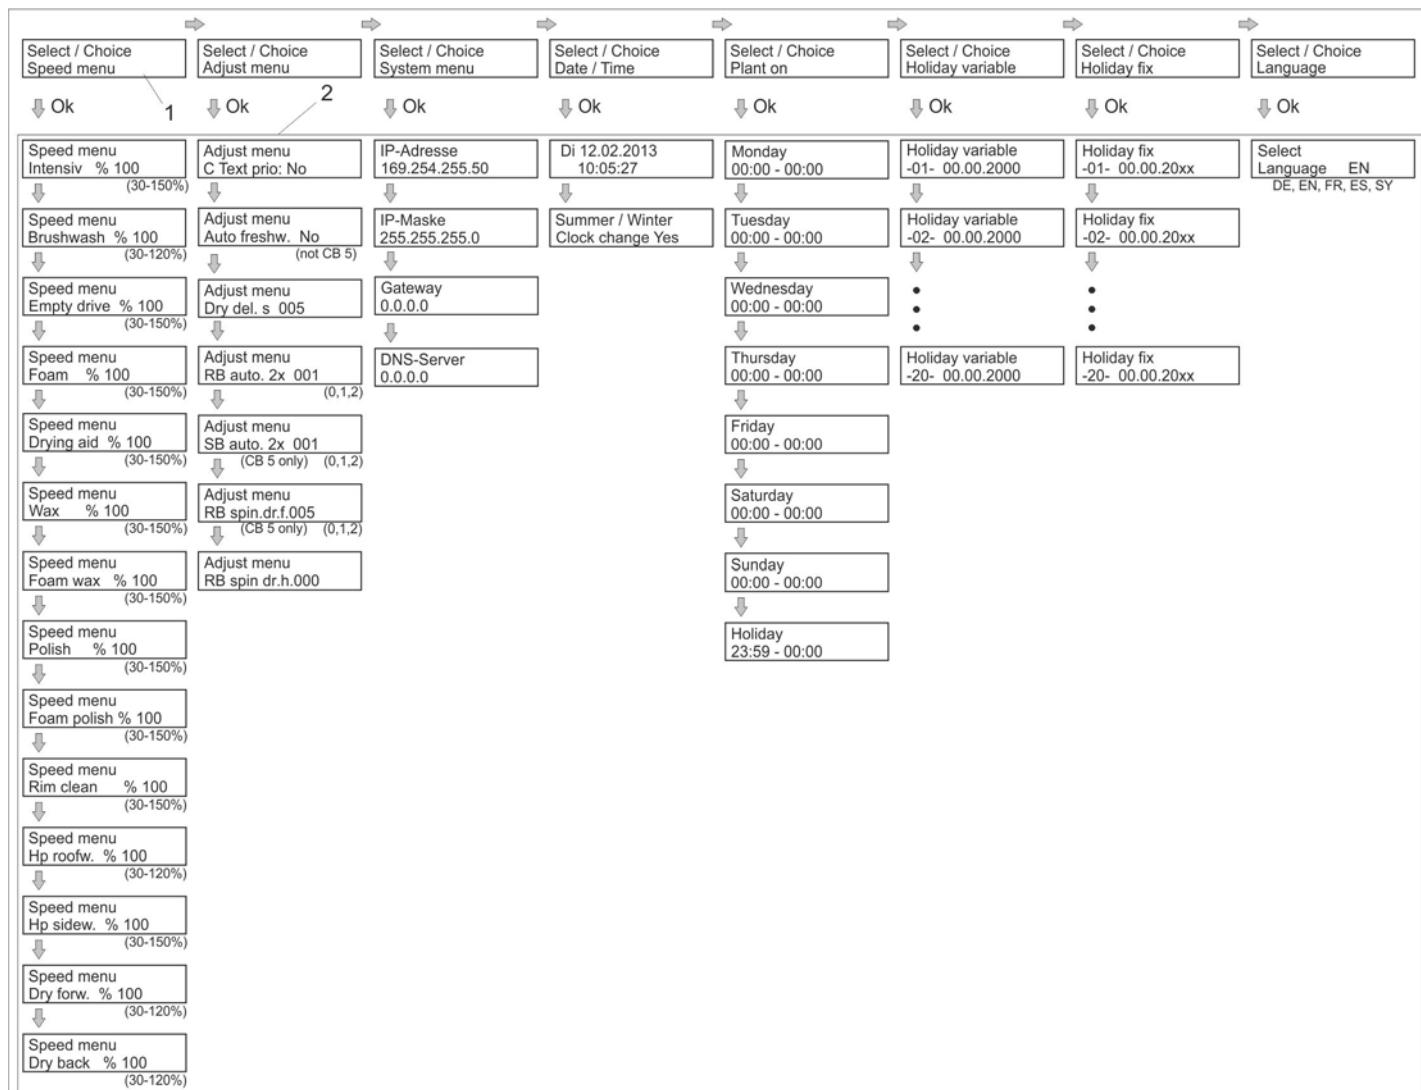 Select / Choice
Speed menu
Select / Choice
Adjust menu
Select / Choice
System menu
Select / Choice
Date / Time
Select / Choice
Plant on
Select / Choice
Holiday variable
Select / Choice
Holiday fix
Select / Choice
Language
Ok
1
Ok
2
Ok
Ok
Ok
Ok
Ok
Ok
Speed menu
Intensiv % 100
(30-150%)
Speed menu
Brushwash % 100
(30-120%)
Speed menu
Empty drive % 100
(30-150%)
Speed menu
Foam % 100
(30-150%)
Speed menu
Drying aid % 100
(30-150%)
Speed menu
Wax % 100
(30-150%)
Speed menu
Foam wax % 100
(30-150%)
Speed menu
Polish % 100
(30-150%)
Speed menu
Foam polish % 100
(30-150%)
Speed menu
Rim clean % 100
(30-150%)
Speed menu
Hp roofw. % 100
(30-120%)
Speed menu
Hp sidew. % 100
(30-150%)
Speed menu
Dry forw. % 100
(30-120%)
Speed menu
Dry back % 100
(30-120%)
Adjust menu
C Text prio: No
Adjust menu
Auto freshw. No
(not CB 5)
Adjust menu
Dry del. s 005
Adjust menu
RB auto. 2x 001
(0,1,2)
Adjust menu
SB auto. 2x 001
(CB 5 only) (0,1,2)
Adjust menu
RB spin.dr.f.005
(CB 5 only) (0,1,2)
Adjust menu
RB spin dr.h.000
IP-Adresse
169.254.255.50
IP-Maske
255.255.255.0
Gateway
0.0.0.0
DNS-Server
0.0.0.0
Di 12.02.2013
10:05:27
Summer / Winter
Clock change Yes
Monday
00:00 - 00:00
Tuesday
00:00 - 00:00
Wednesday
00:00 - 00:00
Thursday
00:00 - 00:00
Friday
00:00 - 00:00
Saturday
00:00 - 00:00
Sunday
00:00 - 00:00
Holiday
23:59 - 00:00
Holiday variable
-01- 00.00.2000
Holiday variable
-02- 00.00.2000
Holiday variable
-20- 00.00.2000
Holiday fix
-01- 00.00.20xx
Holiday fix
-02- 00.00.20xx
Holiday fix
-20- 00.00.20xx
Select
Language EN
DE, EN, FR, ES, SY